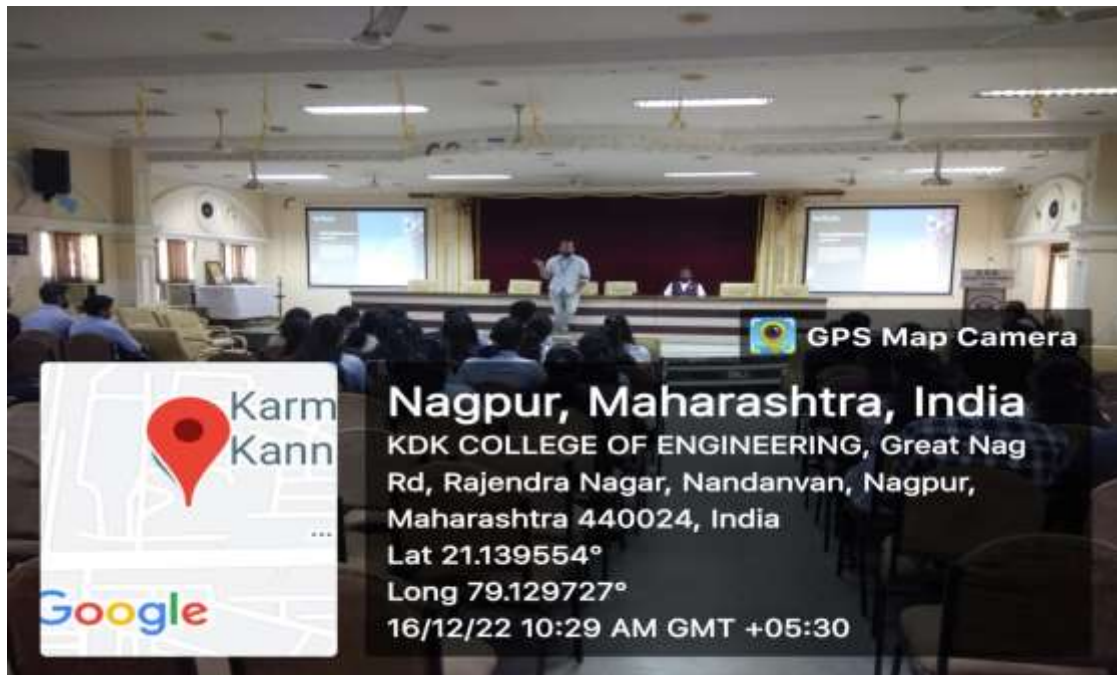 GPS Map Camera
Karm
Kann
Google
Nagpur, Maharashtra, India
KDK COLLEGE OF ENGINEERING, Great Nag
Rd, Rajendra Nagar, Nandanvan, Nagpur,
Maharashtra 440024, India
Lat 21.139554°
Long 79.129727°
16/12/22 10:29 AM GMT +05:30